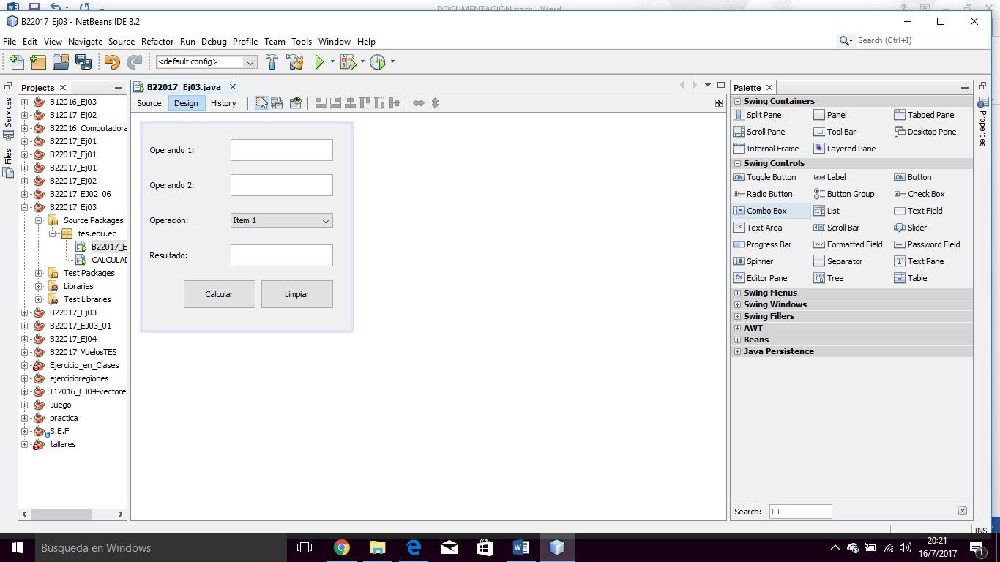 DOCUMENTACIÓN.docx - Word
B22017_Ej03 - NetBeans IDE 8.2
File Edit View Navigate Source Refactor Run Debug Profile Team Tools Window Help
Search (Ctrl+I)
<default config>
Services
Files
Projects
B12016_Ej03
B12017_Ej02
B22016_Computadora
B22017_Ej01
B22017_Ej01
B22017_Ej01
B22017_Ej02
B22017_EJ02_06
B22017_Ej03
Source Packages
tes.edu.ec
B22017_E
CALCULAD
Test Packages
Libraries
Test Libraries
B22017_Ej03
B22017_EJ03_01
B22017_Ej04
B22017_VuelosTES
Ejercicio_en_Clases
ejercicioregiones
I12016_EJ04-vectore
Juego
practica
S.E.F
talleres
B22017_Ej03.java
Source Design History
Operando 1:
Operando 2:
Operación: Item 1
Resultado:
Calcular Limpiar
Palette
Swing Containers
Split Pane Panel Tabbed Pane
Scroll Pane Tool Bar Desktop Pane
Internal Frame Layered Pane
Swing Controls
ON Toggle Button label Label OK Button
Radio Button Button Group Check Box
Combo Box List Text Field
Text Area Scroll Bar Slider
Progress Bar Formatted Field Password Field
Spinner Separator T Text Pane
Editor Pane Tree Table
Swing Menus
Swing Windows
Swing Fillers
AWT
Beans
Java Persistence
Search:
Properties
INS
Búsqueda en Windows
20:21
16/7/2017
1